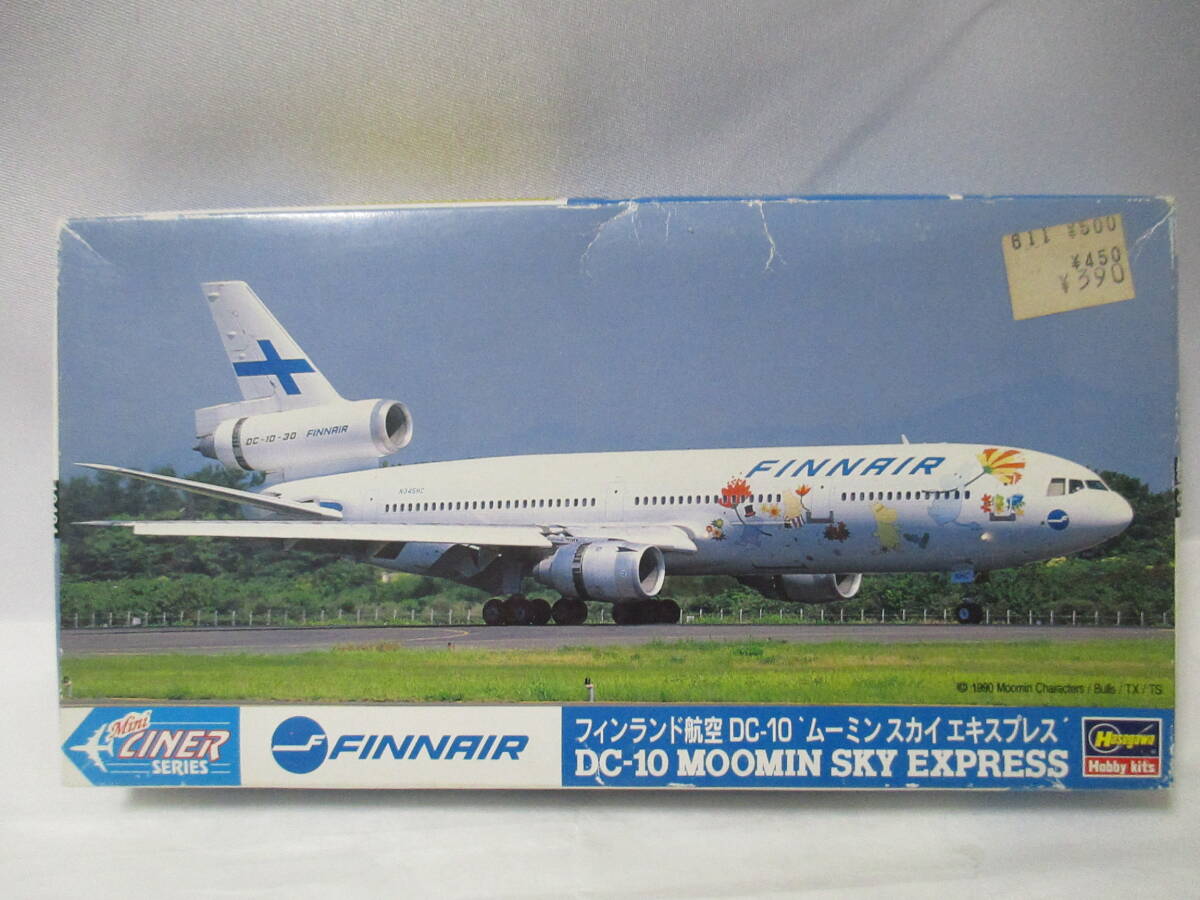 611 ¥500
¥450
¥390
DC-10-30 FINNAIR
FINNAIR
N345HC
© 1990 Moomin Characters / Bulls / TX / TSI
Mini
LINER
SERIES
FINNAIR
フィンランド航空 DC-10 ‘ムーミン スカイ エキスプレス’
DC-10 MOOMIN SKY EXPRESS
Hasegawa
Hobby kits